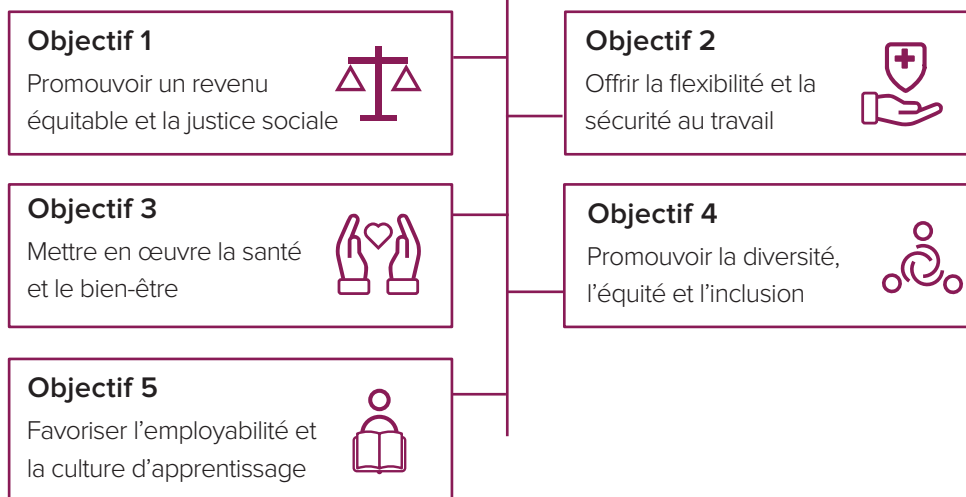 Objectif 1
Promouvoir un revenu
équitable et la justice sociale
Objectif 2
Offrir la flexibilité et la
sécurité au travail
Objectif 3
Mettre en œuvre la santé
et le bien-être
Objectif 4
Promouvoir la diversité,
l’équité et l’inclusion
Objectif 5
Favoriser l’employabilité et
la culture d’apprentissage